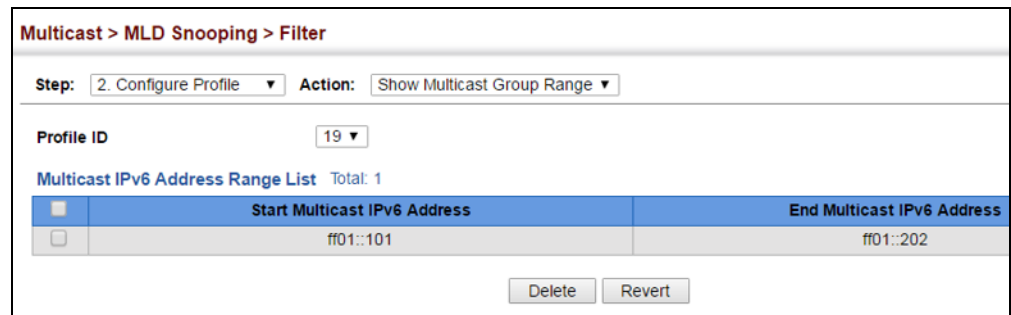 Multicast > MLD Snooping > Filter
Step: 2. Configure Profile Action: Show Multicast Group Range
Profile ID 19
Multicast IPv6 Address Range List Total: 1
Start Multicast IPv6 Address End Multicast IPv6 Address
ff01::101 ff01::202
Delete Revert